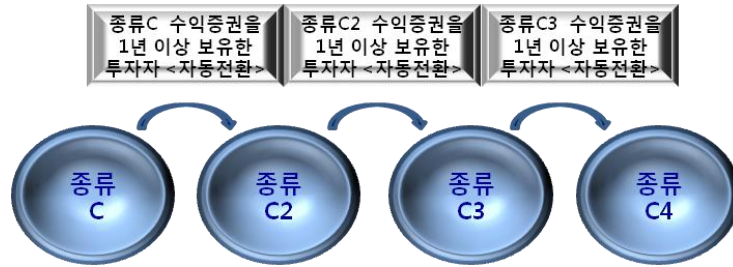 종류C 수익증권을
1년 이상 보유한
투자자 <자동전환>
종류C2 수익증권을
1년 이상 보유한
투자자 <자동전환>
종류C3 수익증권을
1년 이상 보유한
투자자 <자동전환>
종류
C
종류
C2
종류
C3
종류
C4